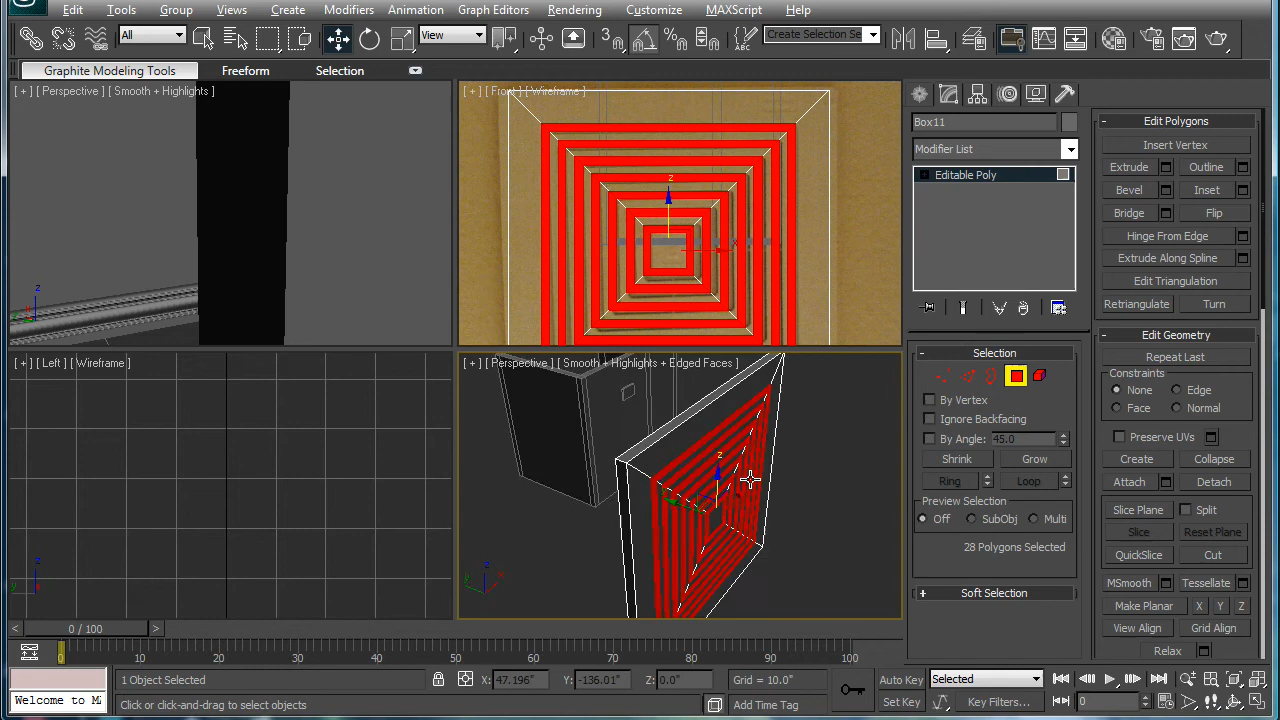 Edit Tools Group Views Create Modifiers Animation Graph Editors Rendering Customize MAXScript Help
All View 3 Create Selection Se
Graphite Modeling Tools Freeform Selection
[ + ] [ Perspective ] [ Smooth + Highlights ]
[ + ] [ Front ] [ Wireframe ]
z
x
z
y
[ + ] [ Left ] [ Wireframe ]
z
y
[ + ] [ Perspective ] [ Smooth + Highlights + Edged Faces ]
z
z
Box11
Modifier List
Editable Poly
Selection
By Vertex
Ignore Backfacing
By Angle: 45.0
Shrink Grow
Ring Loop
Preview Selection
Off SubObj Multi
28 Polygons Selected
Soft Selection
Edit Polygons
Insert Vertex
Extrude Outline
Bevel Inset
Bridge Flip
Hinge From Edge
Extrude Along Spline
Edit Triangulation
Retriangulate Turn
Edit Geometry
Repeat Last
Constraints
None Edge
Face Normal
Preserve UVs
Create Collapse
Attach Detach
Slice Plane Split
Slice Reset Plane
QuickSlice Cut
MSmooth Tessellate
Make Planar X Y Z
View Align Grid Align
Relax
< 0 / 100 >
0 10 20 30 40 50 60 70 80 90 100
1 Object Selected X: 47.196" Y: -136.01" Z: 0.0" Grid = 10.0" Auto Key Selected
Welcome to M Click or click-and-drag to select objects Add Time Tag Set Key Key Filters... 0